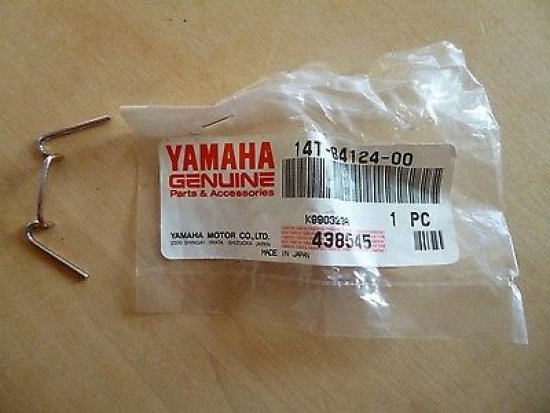 YAMAHA
GENUINE
Parts & Accessories
14T-84124-00
K990323A
1 PC
YAMAHA MOTOR CO., LTD.
2500 SHINGAI IWATA SHIZUOKA JAPAN
438545
MADE IN JAPAN